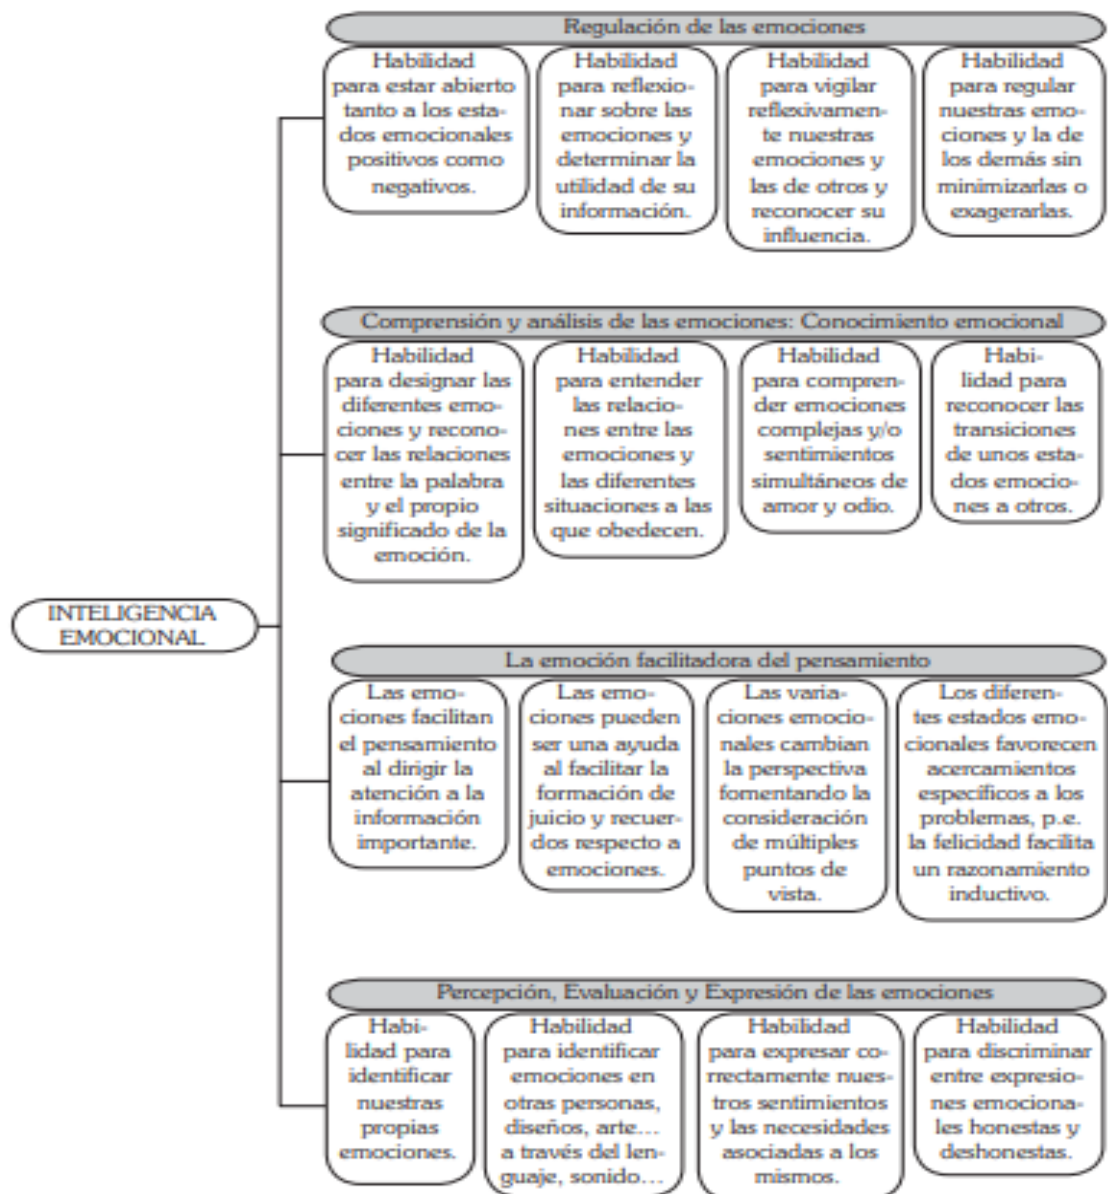 Regulación de las emociones
Habilidad
para estar abierto
tanto a los esta-
dos emocionales
positivos como
negativos.
Habilidad
para reflexio-
nar sobre las
emociones y
determinar la
utilidad de su
información.
Habilidad
para vigilar
reflexivamen-
te nuestras
emociones y
las de otros y
reconocer su
influencia.
Habilidad
para regular
nuestras emo-
ciones y la de
los demás sin
minimizarlas o
exagerarlas.
Comprensión y análisis de las emociones: Conocimiento emocional
Habilidad
para designar las
diferentes emo-
ciones y recono-
cer las relaciones
entre la palabra
y el propio
significado de la
emoción.
Habilidad
para entender
las relacio-
nes entre las
emociones y
las diferentes
situaciones a las
que obedecen.
Habilidad
para compren-
der emociones
complejas y/o
sentimientos
simultáneos de
amor y odio.
Habi-
lidad para
reconocer las
transiciones
de unos esta-
dos emocio-
nes a otros.
INTELIGENCIA
EMOCIONAL
La emoción facilitadora del pensamiento
Las emo-
ciones facilitan
el pensamiento
al dirigir la
atención a la
información
importante.
Las emo-
ciones pueden
ser una ayuda
al facilitar la
formación de
juicio y recuer-
dos respecto a
emociones.
Las varia-
ciones emocio-
nales cambian
la perspectiva
fomentando la
consideración
de múltiples
puntos de
vista.
Los diferen-
tes estados emo-
cionales favorecen
acercamientos
específicos a los
problemas, p.e.
la felicidad facilita
un razonamiento
inductivo.
Percepción, Evaluación y Expresión de las emociones
Habi-
lidad para
identificar
nuestras
propias
emociones.
Habilidad
para identificar
emociones en
otras personas,
diseños, arte...
a través del len-
guaje, sonido...
Habilidad
para expresar co-
rrectamente nues-
tros sentimientos
y las necesidades
asociadas a los
mismos.
Habilidad
para discriminar
entre expresio-
nes emociona-
les honestas y
deshonestas.